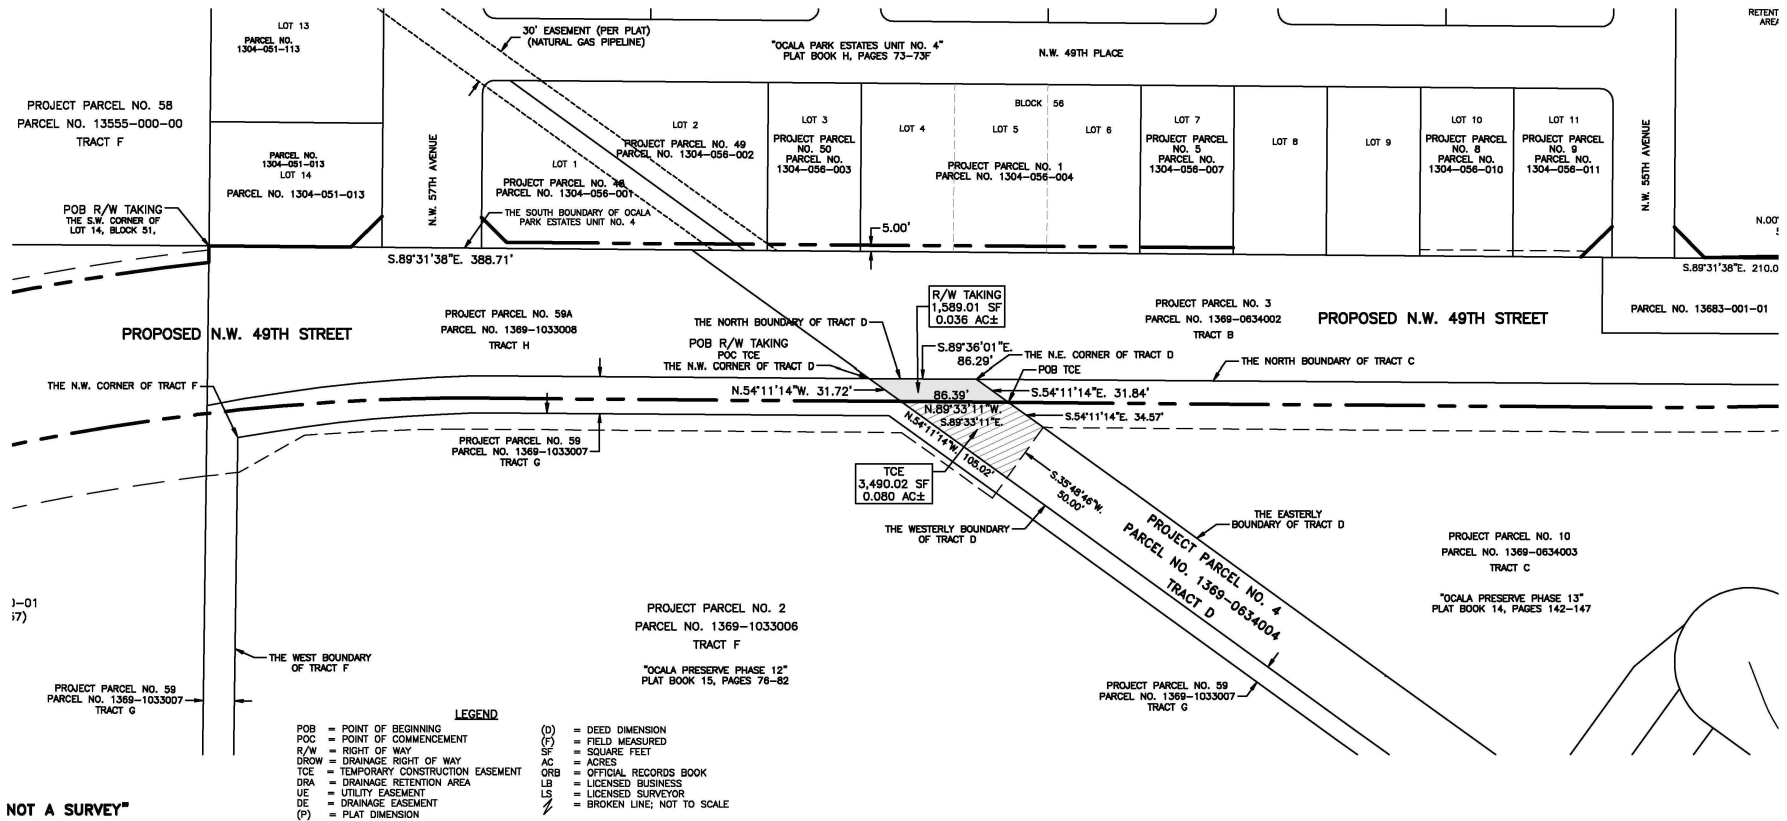 LOT 13
PARCEL NO.
1304-051-113
30' EASEMENT (PER PLAT)
(NATURAL GAS PIPELINE)
"OCALA PARK ESTATES UNIT NO. 4"
PLAT BOOK H, PAGES 73-73F
N.W. 49TH PLACE
RETENT
AREA
PROJECT PARCEL NO. 58
PARCEL NO. 13555-000-00
TRACT F
PARCEL NO.
1304-051-013
LOT 14
PARCEL NO. 1304-051-013
N.W. 57TH AVENUE
LOT 1
PROJECT PARCEL NO. 48
PARCEL NO. 1304-056-001
LOT 2
PROJECT PARCEL NO. 49
PARCEL NO. 1304-056-002
LOT 3
PROJECT PARCEL
NO. 50
PARCEL NO.
1304-056-003
BLOCK 56
LOT 4
LOT 5
LOT 6
PROJECT PARCEL NO. 1
PARCEL NO. 1304-056-004
LOT 7
PROJECT PARCEL
NO. 5
PARCEL NO.
1304-056-007
LOT 8
LOT 9
LOT 10
PROJECT PARCEL
NO. 8
PARCEL NO.
1304-056-010
LOT 11
PROJECT PARCEL
NO. 9
PARCEL NO.
1304-056-011
N.W. 55TH AVENUE
POB R/W TAKING
THE S.W. CORNER OF
LOT 14, BLOCK 51,
THE SOUTH BOUNDARY OF OCALA
PARK ESTATES UNIT NO. 4
5.00'
N.00°
5
S.89°31'38"E. 388.71'
S.89°31'38"E. 210.0
PROPOSED N.W. 49TH STREET
PROJECT PARCEL NO. 59A
PARCEL NO. 1369-1033008
TRACT H
R/W TAKING
1,589.01 SF
0.036 AC±
PROJECT PARCEL NO. 3
PARCEL NO. 1369-0634002
TRACT B
PROPOSED N.W. 49TH STREET
PARCEL NO. 13683-001-01
THE NORTH BOUNDARY OF TRACT D
POB R/W TAKING
POC TCE
THE N.W. CORNER OF TRACT D
S.89°36'01"E.
86.29'
THE N.E. CORNER OF TRACT D
POB TCE
THE NORTH BOUNDARY OF TRACT C
THE N.W. CORNER OF TRACT F
N.54°11'14"W. 31.72'
86.39'
N.89°33'11"W.
S.89°33'11"E.
S.54°11'14"E. 31.84'
S.54°11'14"E. 34.57'
N.54°11'14"W. 105.02'
PROJECT PARCEL NO. 59
PARCEL NO. 1369-1033007
TRACT G
TCE
3,490.02 SF
0.080 AC±
S.35°48'46"W.
50.00'
THE WESTERLY BOUNDARY
OF TRACT D
PROJECT PARCEL NO. 4
PARCEL NO. 1369-0634004
TRACT D
THE EASTERLY
BOUNDARY OF TRACT D
PROJECT PARCEL NO. 10
PARCEL NO. 1369-0634003
TRACT C
"OCALA PRESERVE PHASE 13"
PLAT BOOK 14, PAGES 142-147
)-01
57)
PROJECT PARCEL NO. 2
PARCEL NO. 1369-1033006
TRACT F
"OCALA PRESERVE PHASE 12"
PLAT BOOK 15, PAGES 76-82
THE WEST BOUNDARY
OF TRACT F
PROJECT PARCEL NO. 59
PARCEL NO. 1369-1033007
TRACT G
PROJECT PARCEL NO. 59
PARCEL NO. 1369-1033007
TRACT G
LEGEND
POB = POINT OF BEGINNING
POC = POINT OF COMMENCEMENT
R/W = RIGHT OF WAY
DROW = DRAINAGE RIGHT OF WAY
TCE = TEMPORARY CONSTRUCTION EASEMENT
DRA = DRAINAGE RETENTION AREA
UE = UTILITY EASEMENT
DE = DRAINAGE EASEMENT
(P) = PLAT DIMENSION
(D) = DEED DIMENSION
(F) = FIELD MEASURED
SF = SQUARE FEET
AC = ACRES
ORB = OFFICIAL RECORDS BOOK
LB = LICENSED BUSINESS
LS = LICENSED SURVEYOR
= BROKEN LINE; NOT TO SCALE
NOT A SURVEY"